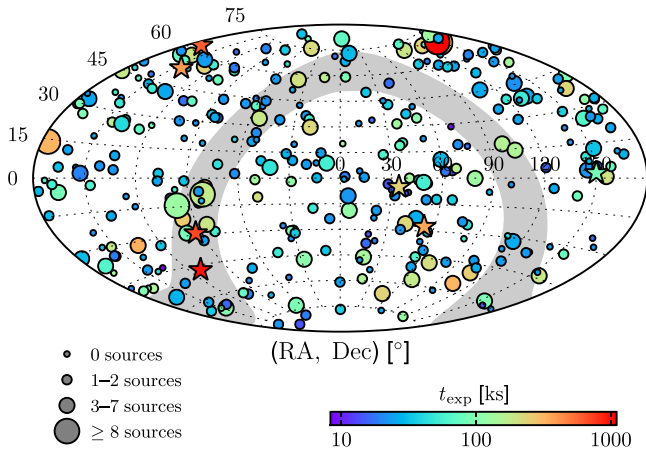 75
60
45
30
15
0
0 30 60 90 120 150
(RA, Dec) [°]
0 sources
1–2 sources
3–7 sources
≥ 8 sources
t_exp [ks]
10 100 1000